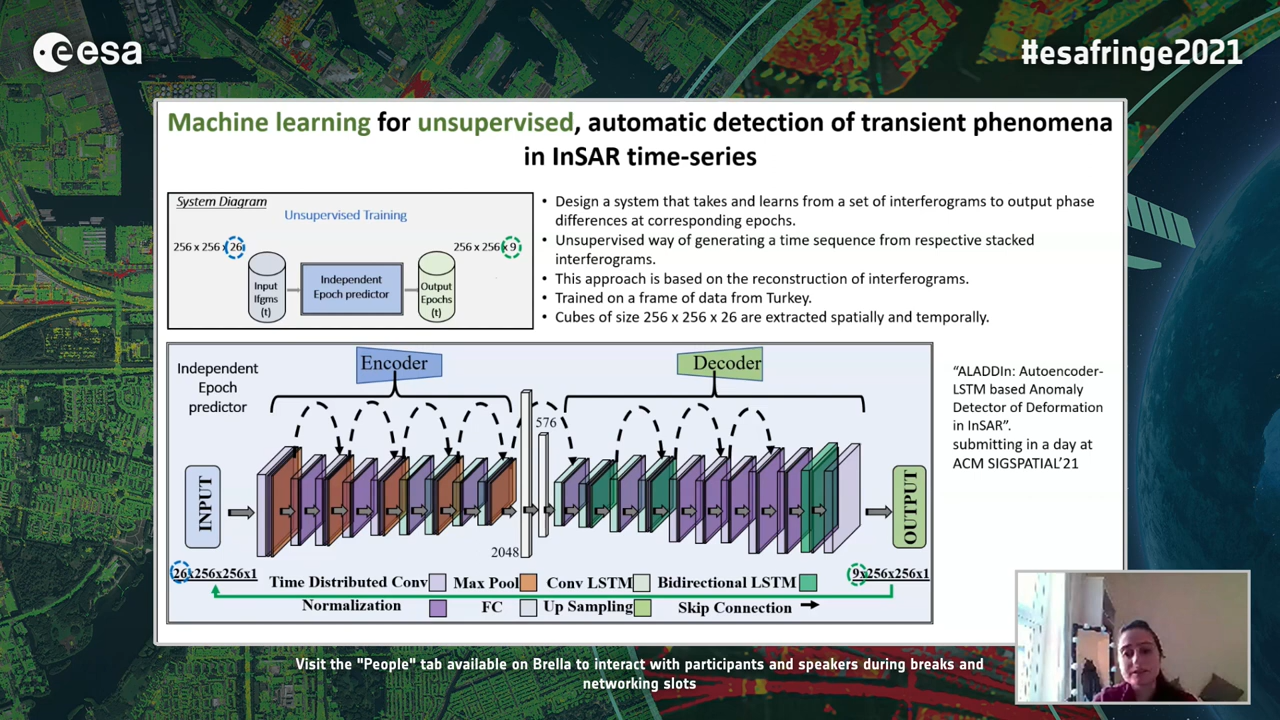 esa
#esafringe2021
Machine learning for unsupervised, automatic detection of transient phenomena
in InSAR time-series
System Diagram
Unsupervised Training
256 x 256 x 26
256 x 256 x 9
Input
Ifgms
(t)
Independent
Epoch predictor
Output
Epochs
(t)
• Design a system that takes and learns from a set of interferograms to output phase
differences at corresponding epochs.
• Unsupervised way of generating a time sequence from respective stacked
interferograms.
• This approach is based on the reconstruction of interferograms.
• Trained on a frame of data from Turkey.
• Cubes of size 256 x 256 x 26 are extracted spatially and temporally.
Independent
Epoch
predictor
Encoder
Decoder
576
2048
INPUT
OUTPUT
26x256x256x1
9x256x256x1
Time Distributed Conv
Max Pool
Conv LSTM
Bidirectional LSTM
Normalization
FC
Up Sampling
Skip Connection
“ALADDIn: Autoencoder-
LSTM based Anomaly
Detector of Deformation
in InSAR”.
submitting in a day at
ACM SIGSPATIAL’21
Visit the "People" tab available on Brella to interact with participants and speakers during breaks and
networking slots